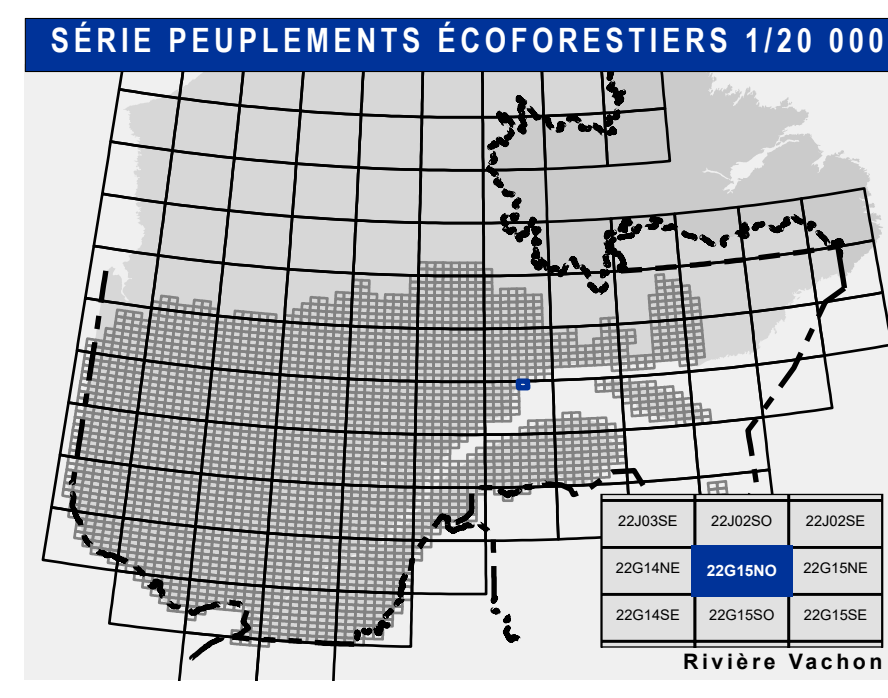 SÉRIE PEUPLEMENTS ÉCOFORESTIERS 1/20 000
22J03SE 22J02SO 22J02SE
22G14NE 22G15NO 22G15NE
22G14SE 22G15SO 22G15SE
Rivière Vachon